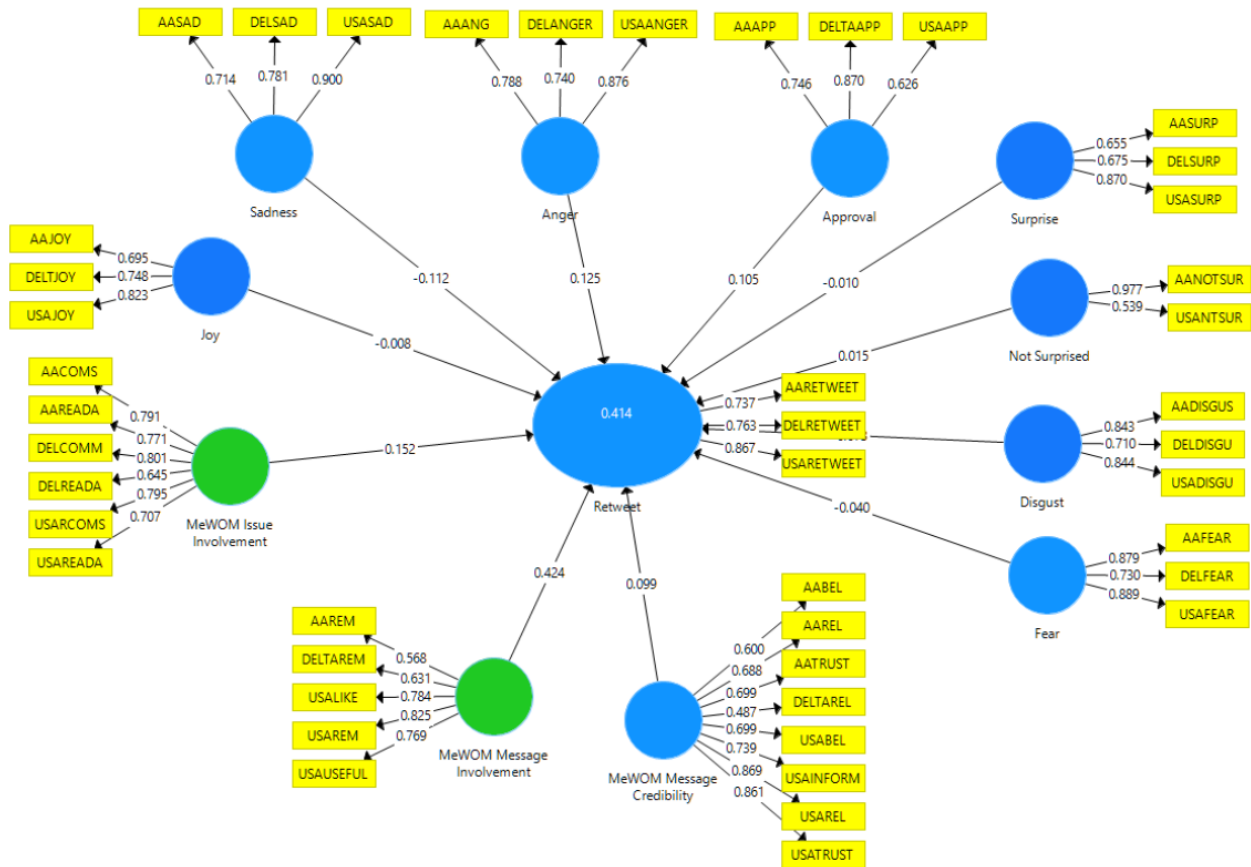 AASAD
DELSAD
USASAD
0.714
0.781
0.900
Sadness
-0.112
AAANG
DELANGER
USAANGER
0.788
0.740
0.876
Anger
0.125
AAAPP
DELTAAPP
USAAPP
0.746
0.870
0.626
Approval
0.105
AASURP
DELSURP
USASURP
0.655
0.675
0.870
Surprise
-0.010
AAJOY
DELTJOY
USAJOY
0.695
0.748
0.823
Joy
-0.008
AANOTSUR
USANTSUR
0.977
0.539
Not Surprised
0.015
AACOMS
AAREADA
DELCOMM
DELREADA
USARCOMS
USAREADA
0.791
0.771
0.801
0.645
0.795
0.707
MeWOM Issue
Involvement
0.152
0.414
Retweet
AARETWEET
DELRETWEET
USARETWEET
0.737
0.763
0.867
AADISGUS
DELDISGU
USADISGU
0.843
0.710
0.844
Disgust
AAFEAR
DELFEAR
USAFEAR
0.879
0.730
0.889
Fear
-0.040
AAREM
DELTAREM
USALIKE
USAREM
USAUSEFUL
0.568
0.631
0.784
0.825
0.769
MeWOM Message
Involvement
0.424
AABEL
AAREL
AATRUST
DELTAREL
USABEL
USAINFORM
USAREL
USATRUST
0.600
0.688
0.699
0.487
0.699
0.739
0.869
0.861
MeWOM Message
Credibility
0.099